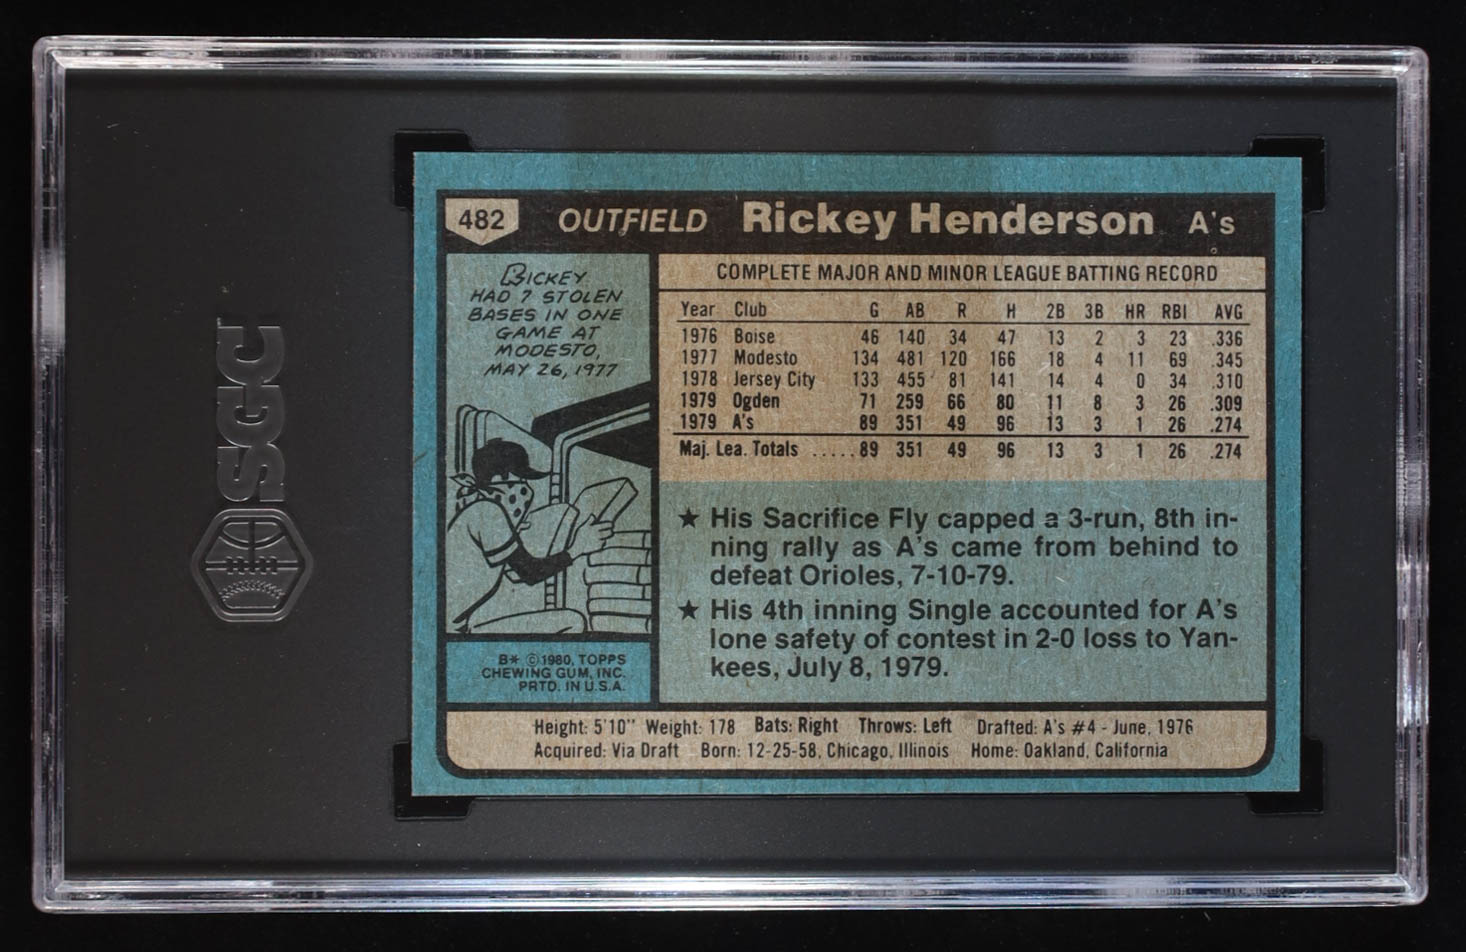 SGC
482 OUTFIELD Rickey Henderson A's
RICKEY
HAD 7 STOLEN
BASES IN ONE
GAME AT
MODESTO,
MAY 26, 1977
B* © 1980, TOPPS
CHEWING GUM, INC.
PRTD. IN U.S.A.
COMPLETE MAJOR AND MINOR LEAGUE BATTING RECORD
Year Club G AB R H 2B 3B HR RBI AVG
1976 Boise 46 140 34 47 13 2 3 23 .336
1977 Modesto 134 481 120 166 18 4 11 69 .345
1978 Jersey City 133 455 81 141 14 4 0 34 .310
1979 Ogden 71 259 66 80 11 8 3 26 .309
1979 A's 89 351 49 96 13 3 1 26 .274
Maj. Lea. Totals ..... 89 351 49 96 13 3 1 26 .274
★ His Sacrifice Fly capped a 3-run, 8th in-
ning rally as A's came from behind to
defeat Orioles, 7-10-79.
★ His 4th inning Single accounted for A's
lone safety of contest in 2-0 loss to Yan-
kees, July 8, 1979.
Height: 5'10" Weight: 178 Bats: Right Throws: Left Drafted: A's #4 - June, 1976
Acquired: Via Draft Born: 12-25-58, Chicago, Illinois Home: Oakland, California